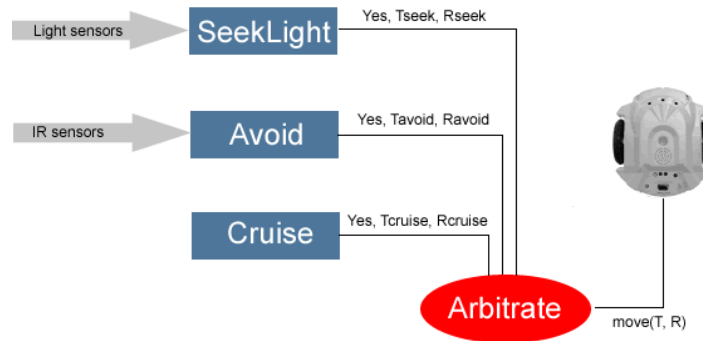 Light sensors
SeekLight
Yes, Tseek, Rseek
IR sensors
Avoid
Yes, Tavoid, Ravoid
Cruise
Yes, Tcruise, Rcruise
Arbitrate
move(T, R)